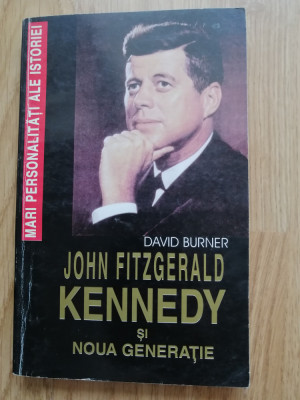 MARI PERSONALITĂȚI ALE ISTORIEI
DAVID BURNER
JOHN FITZGERALD
KENNEDY
ȘI
NOUA GENERAȚIE